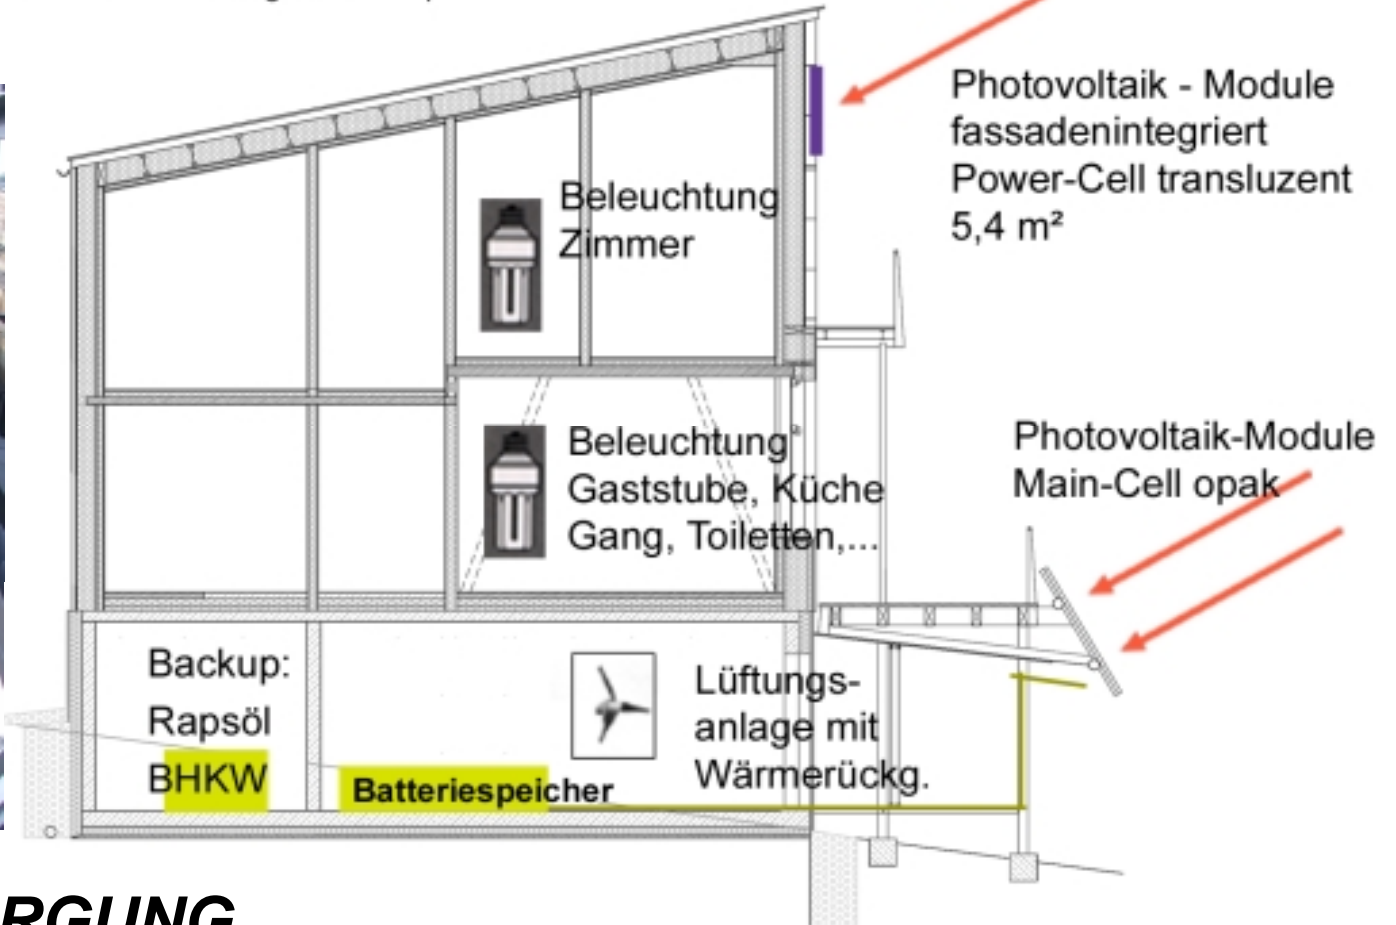 Photovoltaik - Module
fassadenintegriert
Power-Cell transluzent
5,4 m²
Beleuchtung
Zimmer
Photovoltaik-Module
Main-Cell opak
Beleuchtung
Gaststube, Küche
Gang, Toiletten,...
Backup:
Rapsöl
BHKW
Lüftungs-
anlage mit
Wärmerückg.
Batteriespeicher
RGUNG